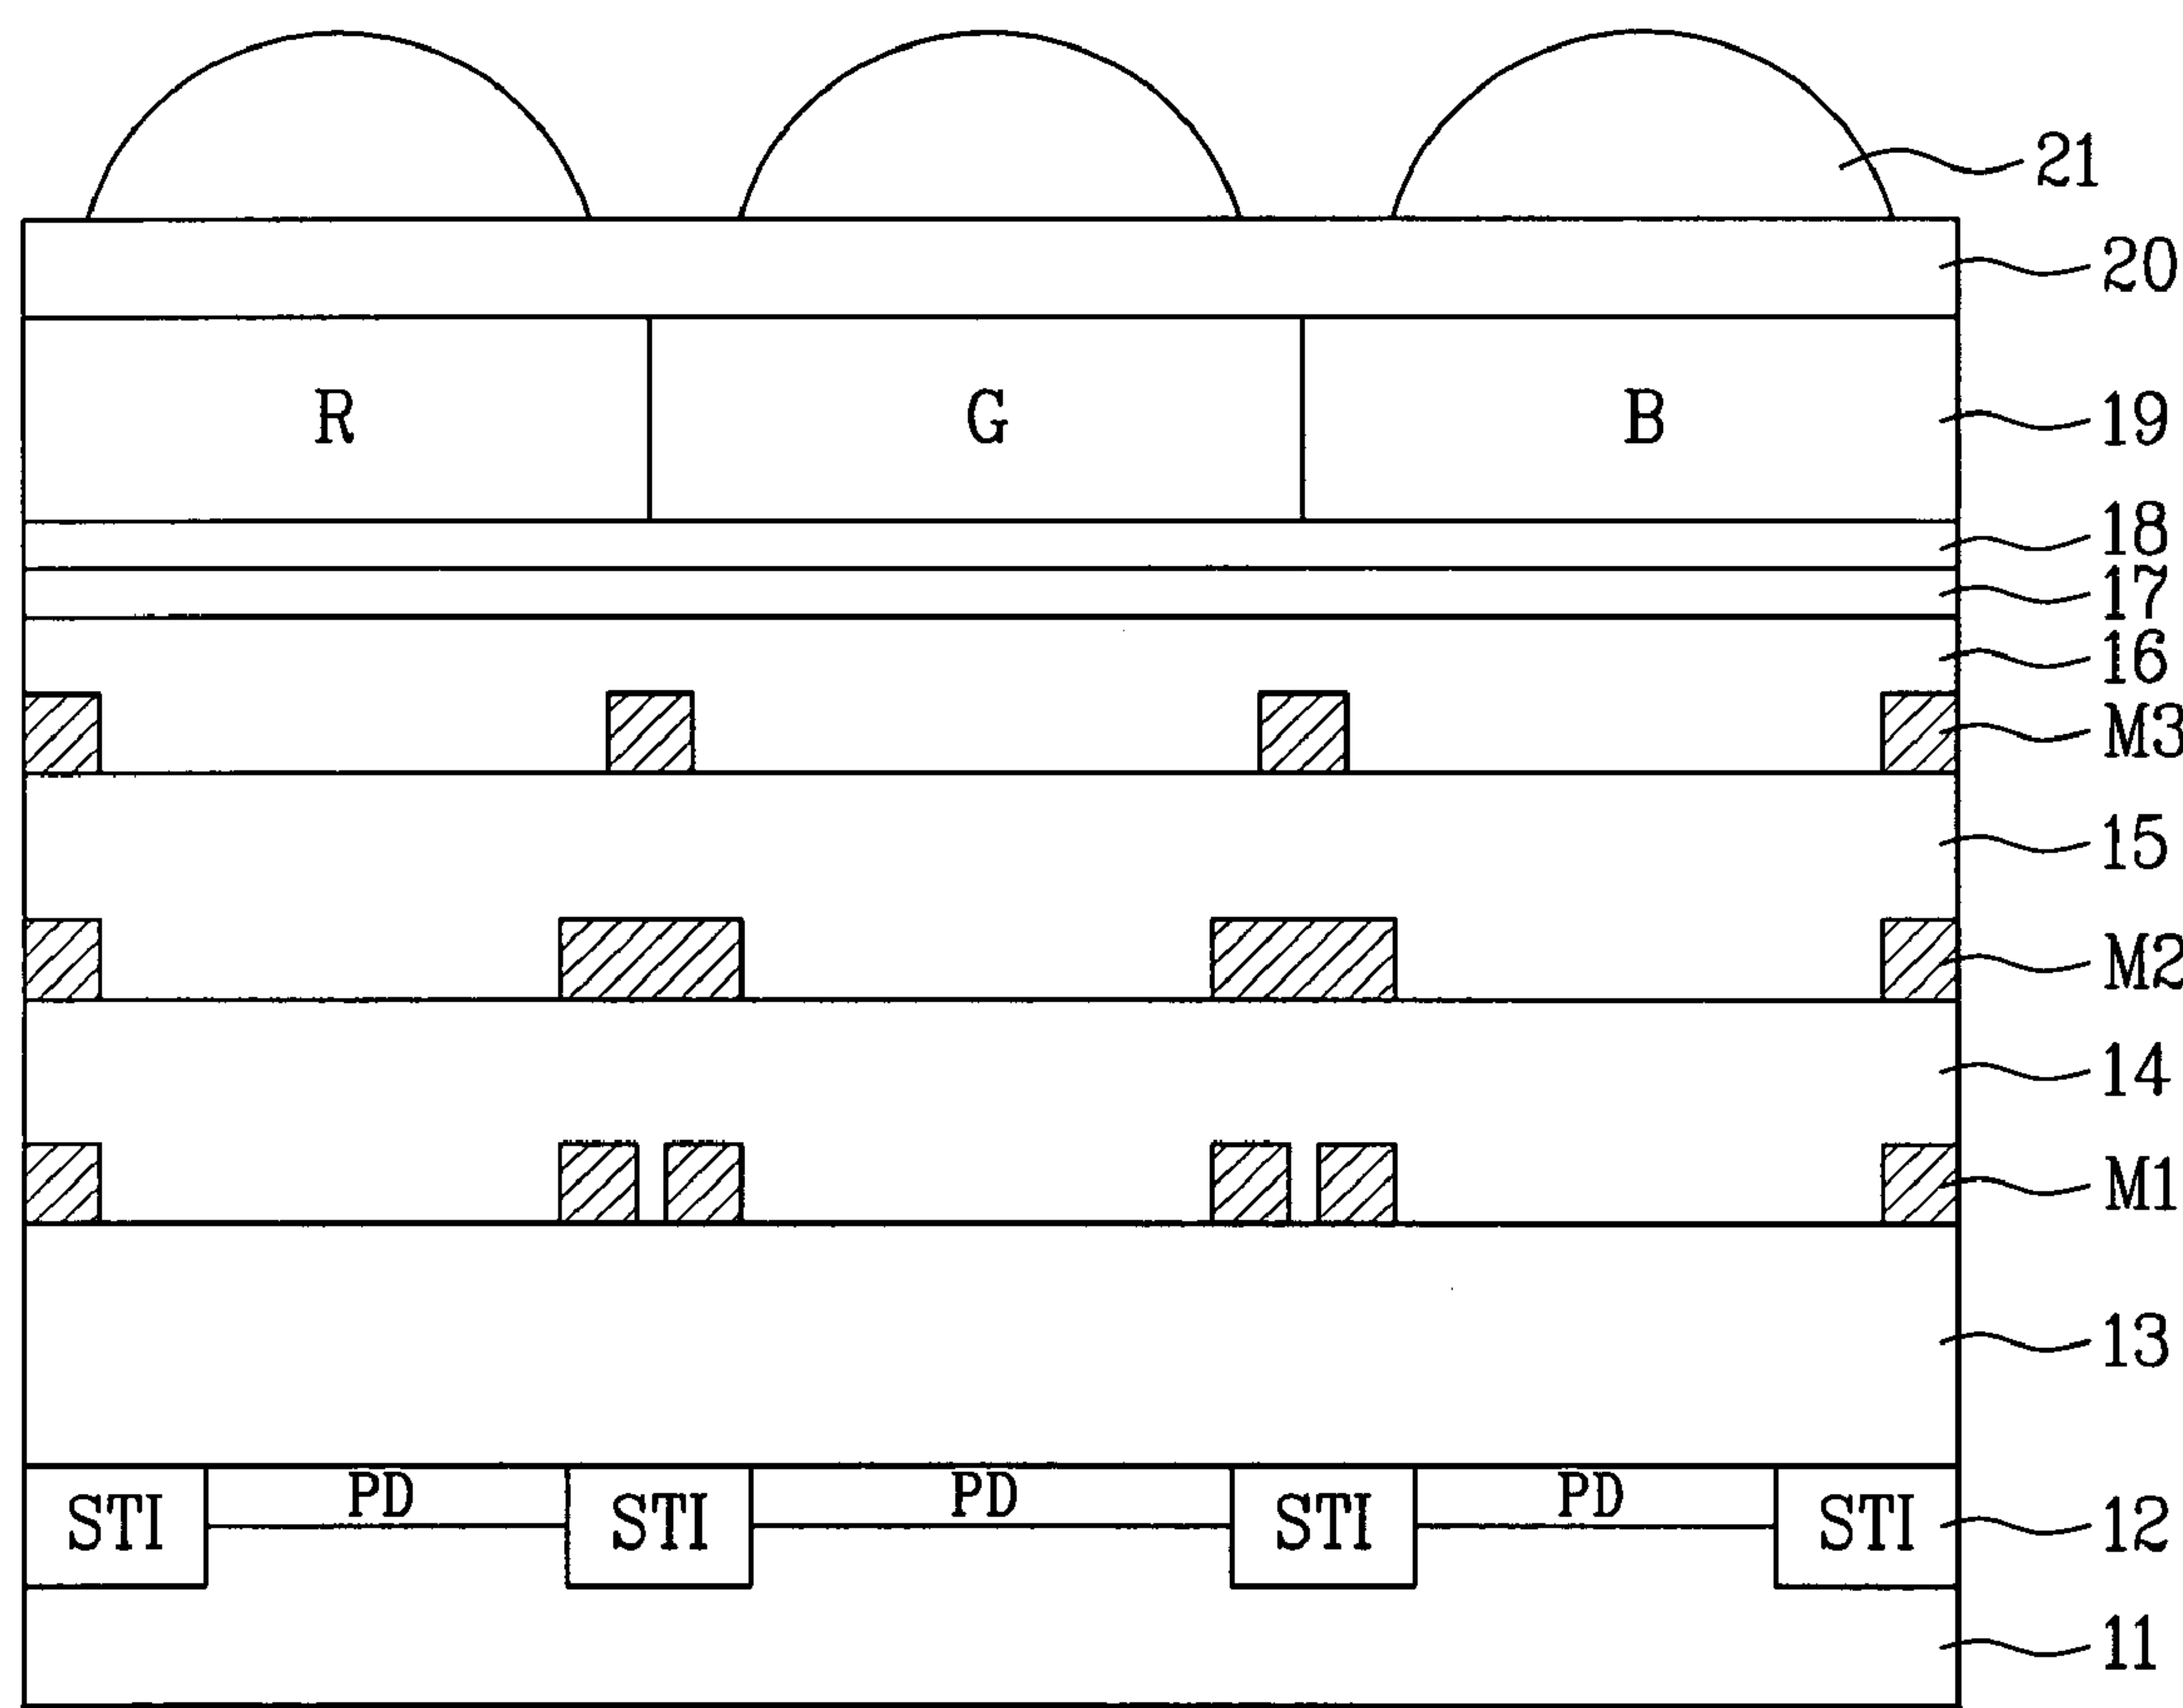 21
20
R G B 19
18
17
16
M3
15
M2
14
M1
13
PD PD PD
STI STI STI STI 12
11